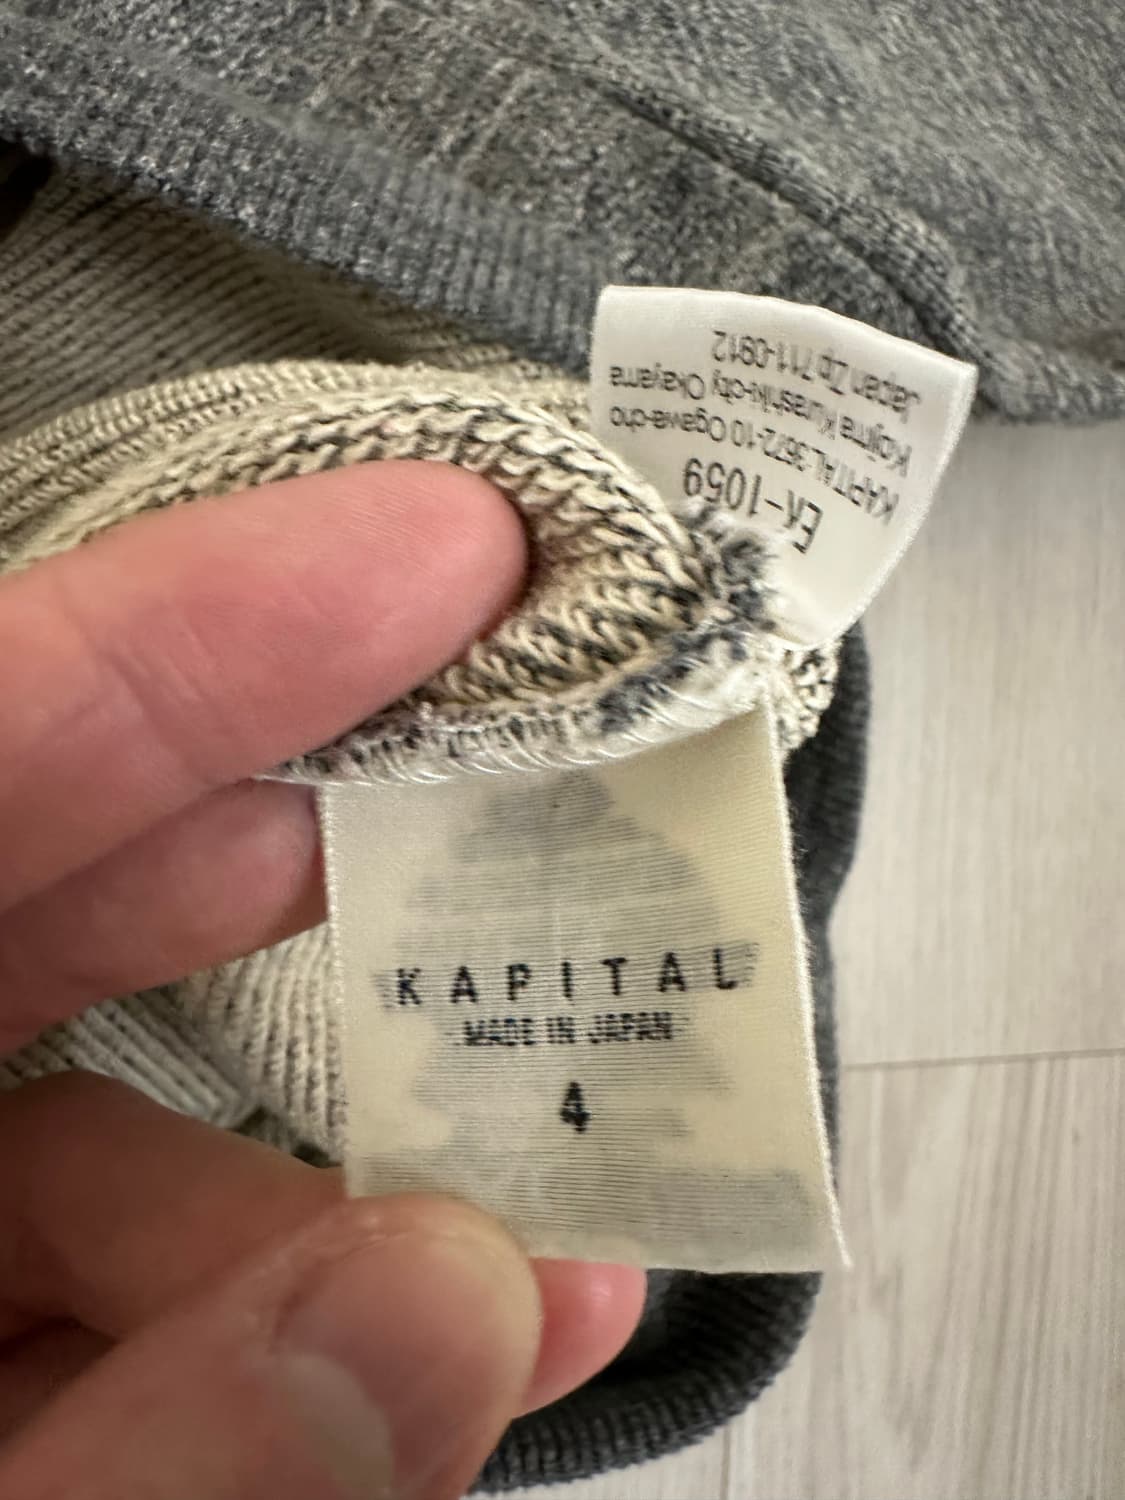 EK-1059
KAPITAL 3672-10 Ogawa-cho
Kojima Kurashiki-city Okayama
Japan Zip 711-0912
KAPITAL
MADE IN JAPAN
4